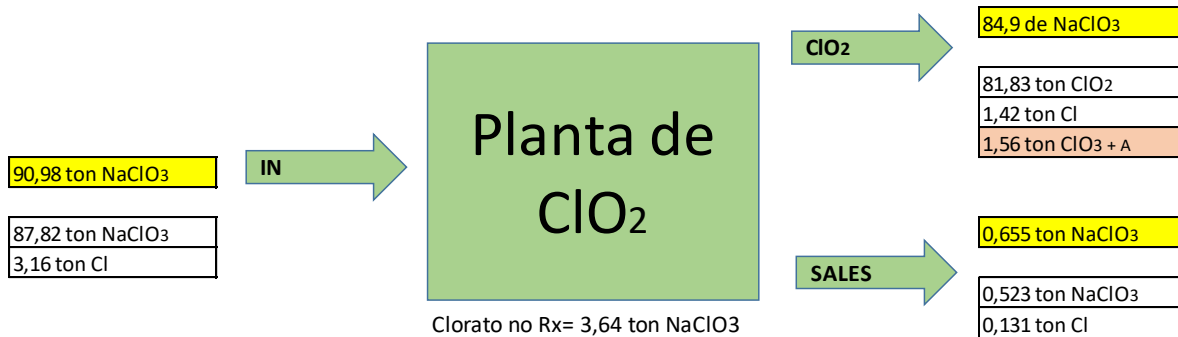 90,98 ton NaClO3
87,82 ton NaClO3
3,16 ton Cl
IN
Planta de
ClO2
Clorato no Rx= 3,64 ton NaClO3
ClO2
84,9 de NaClO3
81,83 ton ClO2
1,42 ton Cl
1,56 ton ClO3 + A
SALES
0,655 ton NaClO3
0,523 ton NaClO3
0,131 ton Cl